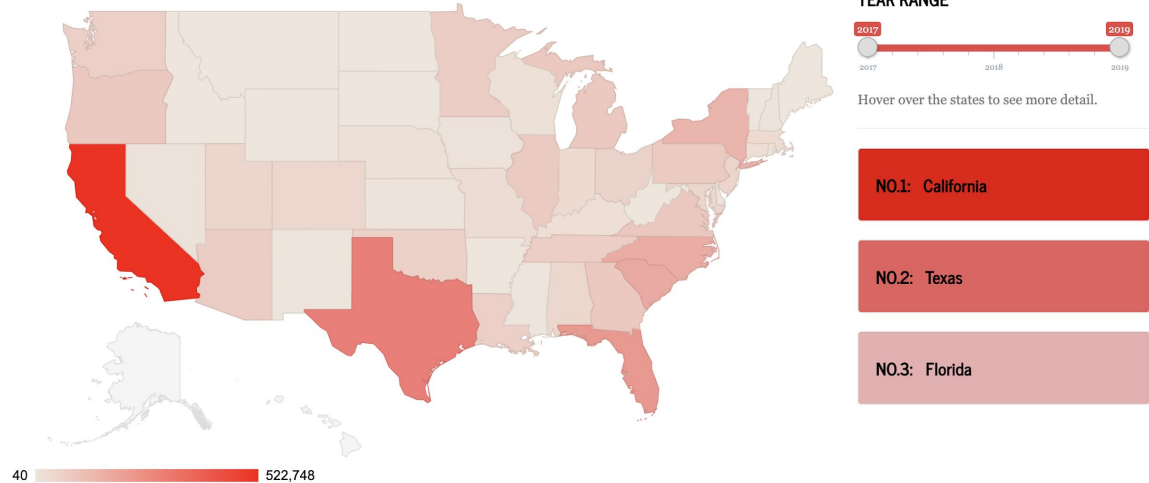 YEAR RANGE
2017 2019
2017 2018 2019
Hover over the states to see more detail.
NO.1: California
NO.2: Texas
NO.3: Florida
40 522,748